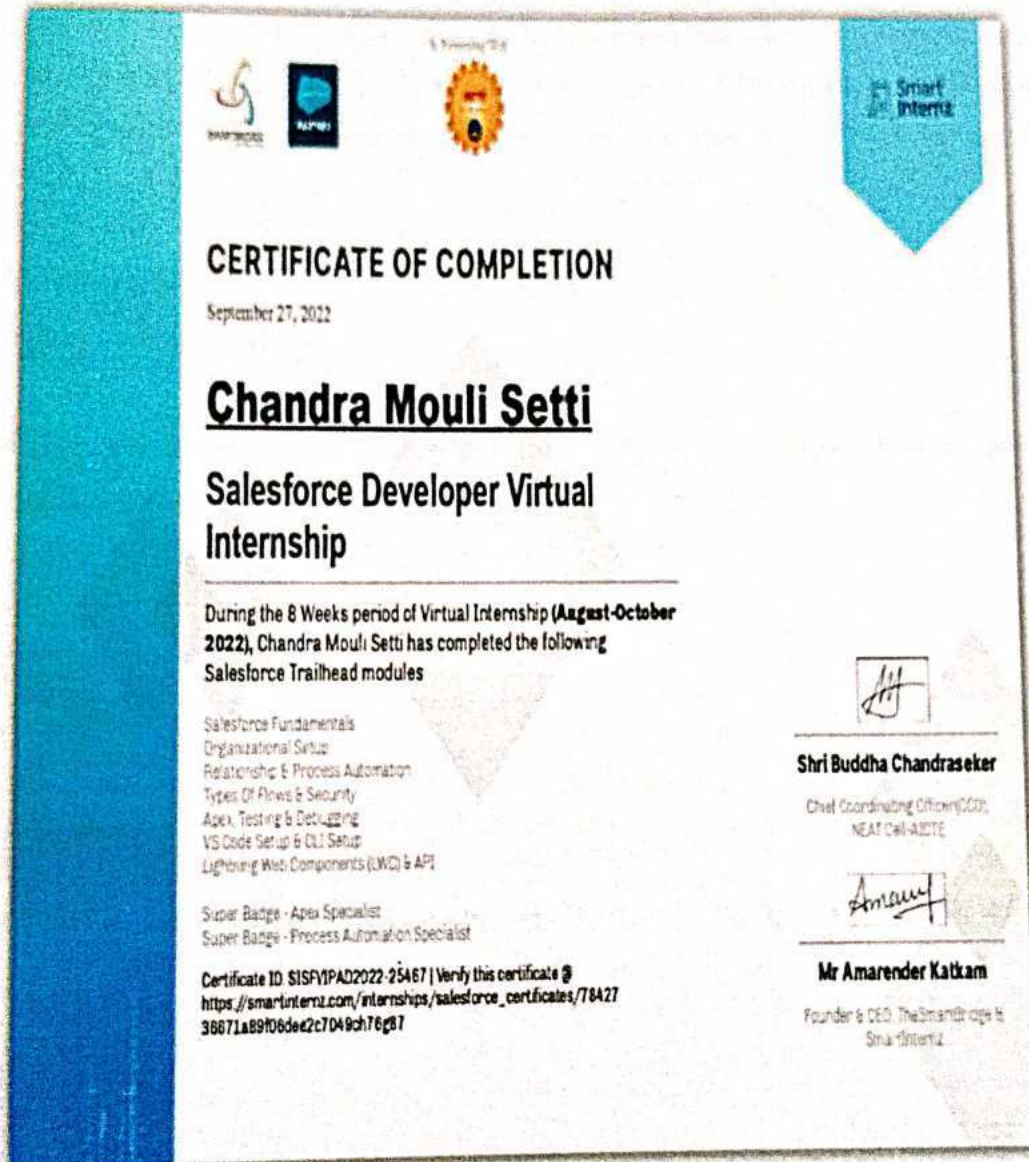 Smart
Internz
CERTIFICATE OF COMPLETION
September 27, 2022
Chandra Mouli Setti
Salesforce Developer Virtual
Internship
During the 8 Weeks period of Virtual Internship (August-October
2022), Chandra Mouli Setti has completed the following
Salesforce Trailhead modules
Salesforce Fundamentals
Organizational Setup
Relationship & Process Automation
Types Of Flows & Security
Apex, Testing & Debugging
VS Code Setup & CLI Setup
Lightning Web Components (LWC) & API
Super Badge - Apex Specialist
Super Badge - Process Automation Specialist
Certificate ID SISFVIPAD2022-25467 | Verify this certificate @
https://smartinternz.com/internships/salesforce_certificates/78427
36671a89f06dee2c7049ch76g87
Shri Buddha Chandraseker
Chief Coordinating Officer(CCO),
NEAT Cell-AICTE
Mr Amarender Katkam
Founder & CEO, TheSmartBridge &
SmartInternz